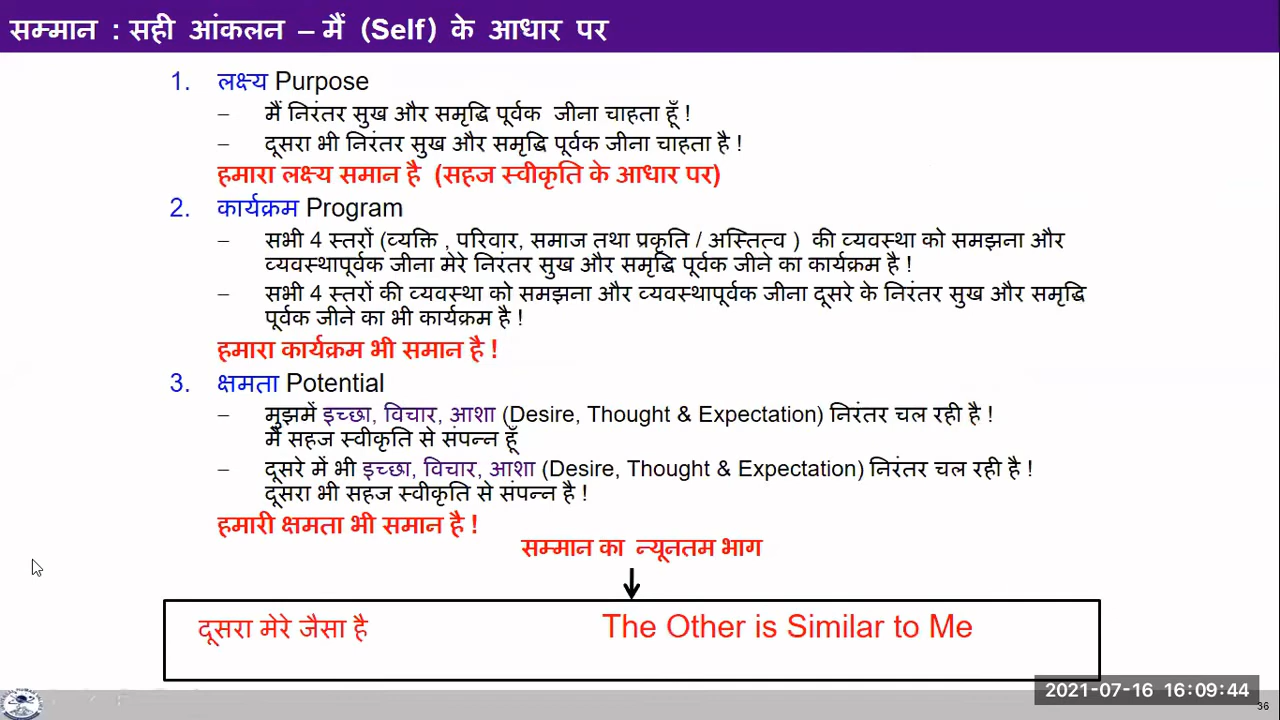 सम्मान : सही आंकलन – मैं (Self) के आधार पर
1. लक्ष्य Purpose
– मैं निरंतर सुख और समृद्धि पूर्वक जीना चाहता हूँ !
– दूसरा भी निरंतर सुख और समृद्धि पूर्वक जीना चाहता है !
हमारा लक्ष्य समान है (सहज स्वीकृति के आधार पर)
2. कार्यक्रम Program
– सभी 4 स्तरों (व्यक्ति , परिवार, समाज तथा प्रकृति / अस्तित्व ) की व्यवस्था को समझना और
व्यवस्थापूर्वक जीना मेरे निरंतर सुख और समृद्धि पूर्वक जीने का कार्यक्रम है !
– सभी 4 स्तरों की व्यवस्था को समझना और व्यवस्थापूर्वक जीना दूसरे के निरंतर सुख और समृद्धि
पूर्वक जीने का भी कार्यक्रम है !
हमारा कार्यक्रम भी समान है !
3. क्षमता Potential
– मुझमें इच्छा, विचार, आशा (Desire, Thought & Expectation) निरंतर चल रही है !
मैं सहज स्वीकृति से संपन्न हूँ
– दूसरे में भी इच्छा, विचार, आशा (Desire, Thought & Expectation) निरंतर चल रही है !
दूसरा भी सहज स्वीकृति से संपन्न है !
हमारी क्षमता भी समान है !
सम्मान का न्यूनतम भाग
दूसरा मेरे जैसा है The Other is Similar to Me
2021-07-16 16:09:44
36